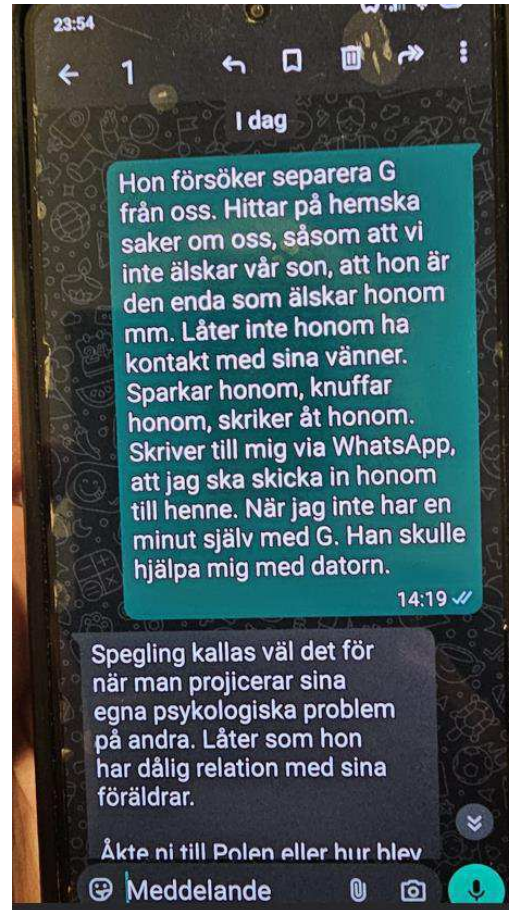 23:54
1
I dag
Hon försöker separera G
från oss. Hittar på hemska
saker om oss, såsom att vi
inte älskar vår son, att hon är
den enda som älskar honom
mm. Låter inte honom ha
kontakt med sina vänner.
Sparkar honom, knuffar
honom, skriker åt honom.
Skriver till mig via WhatsApp,
att jag ska skicka in honom
till henne. När jag inte har en
minut själv med G. Han skulle
hjälpa mig med datorn.
14:19
Spegling kallas väl det för
när man projicerar sina
egna psykologiska problem
på andra. Låter som hon
har dålig relation med sina
föräldrar.
Åkte ni till Polen eller hur blev
Meddelande